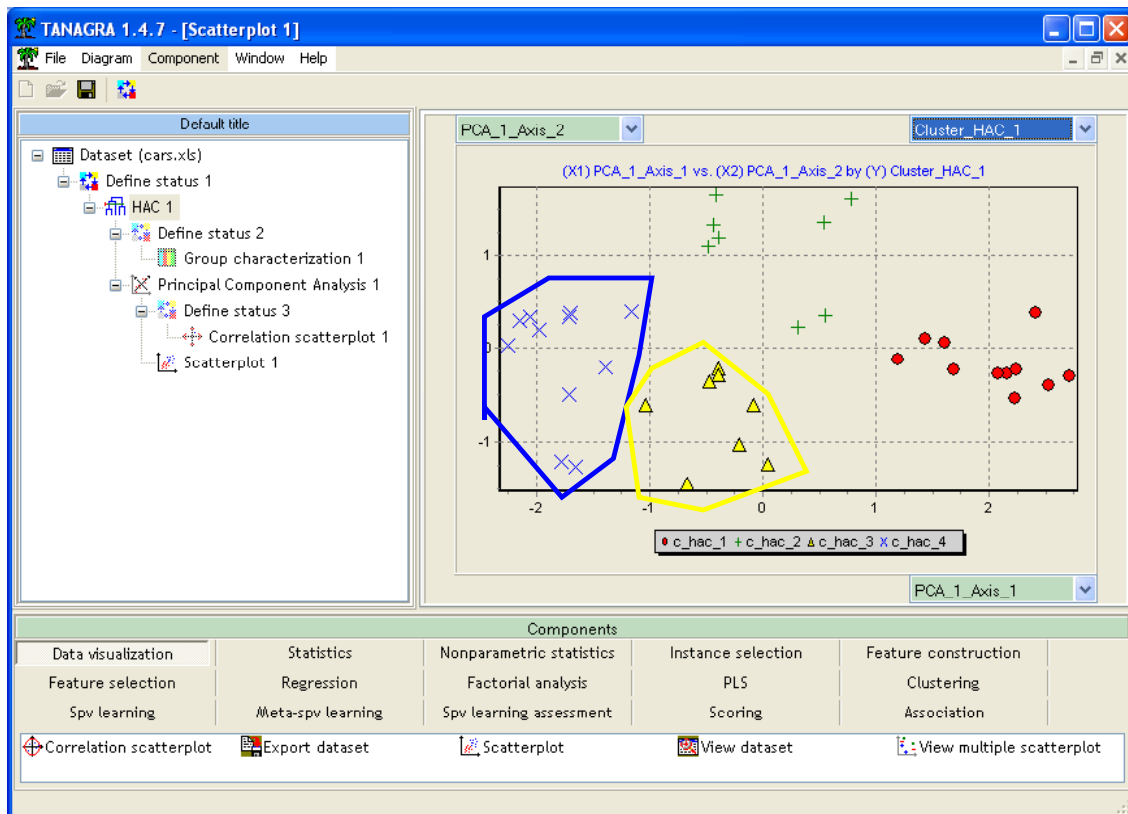 TANAGRA 1.4.7 - [Scatterplot 1]
File Diagram Component Window Help
Default title
Dataset (cars.xls)
Define status 1
HAC 1
Define status 2
Group characterization 1
Principal Component Analysis 1
Define status 3
Correlation scatterplot 1
Scatterplot 1
PCA_1_Axis_2 Cluster_HAC_1
(X1) PCA_1_Axis_1 vs. (X2) PCA_1_Axis_2 by (Y) Cluster_HAC_1
1
0
-1
-2 -1 0 1 2
c_hac_1 c_hac_2 c_hac_3 c_hac_4
PCA_1_Axis_1
Components
Data visualization Statistics Nonparametric statistics Instance selection Feature construction
Feature selection Regression Factorial analysis PLS Clustering
Spv learning Meta-spv learning Spv learning assessment Scoring Association
Correlation scatterplot Export dataset Scatterplot View dataset View multiple scatterplot